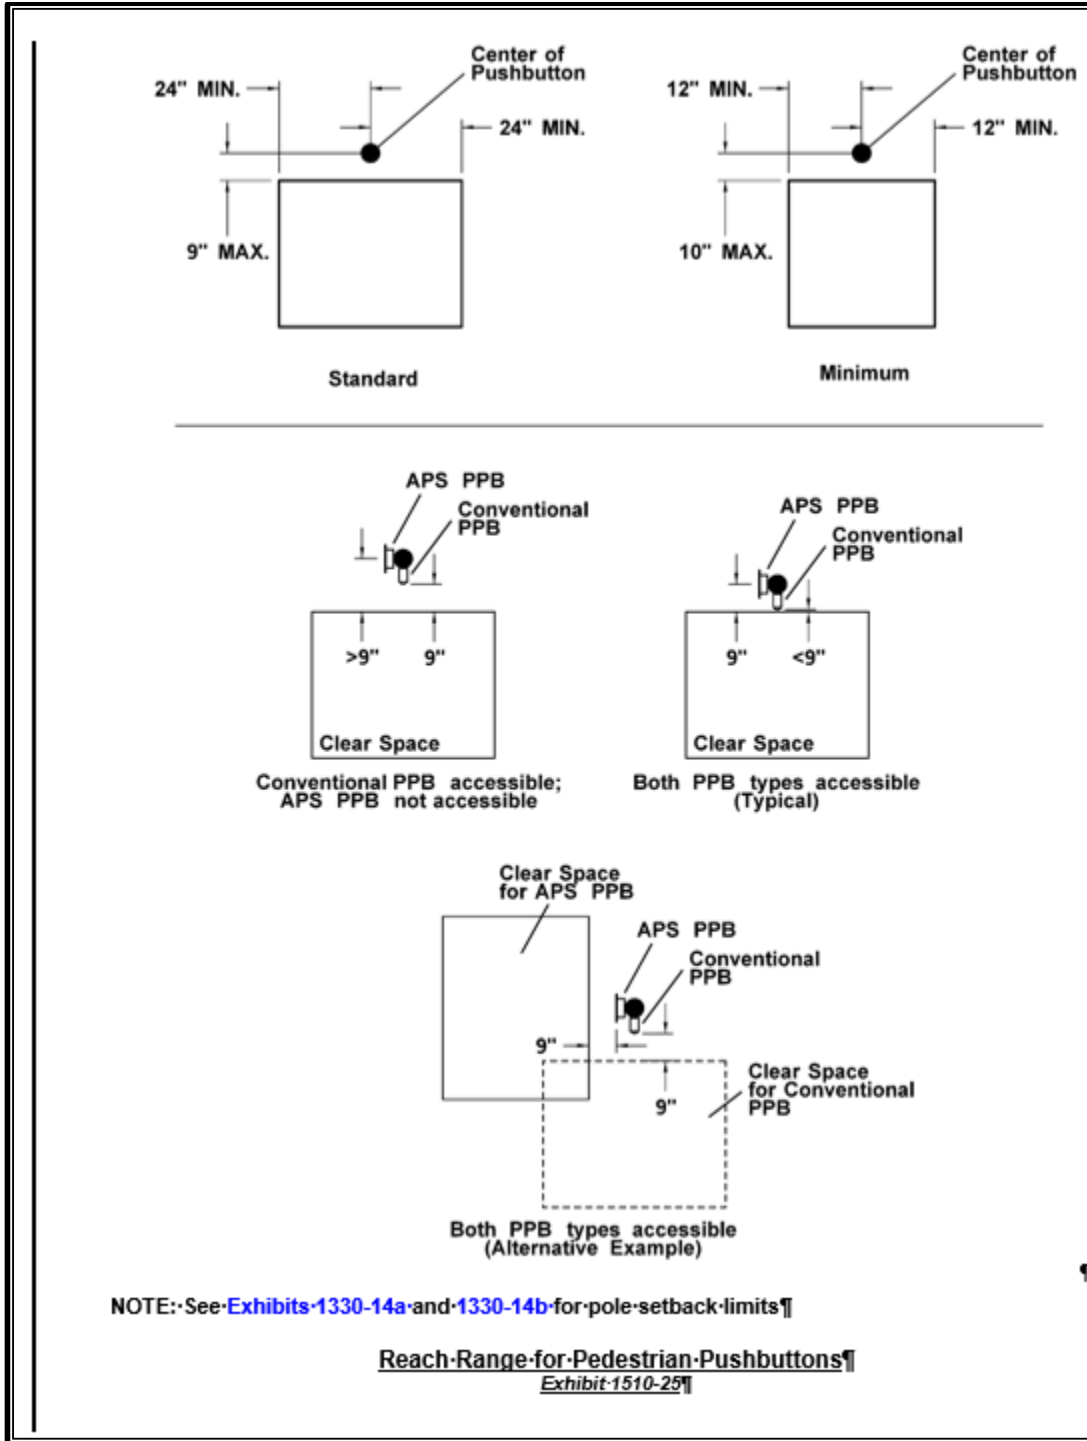 Center of
Pushbutton
24" MIN.
24" MIN.
9" MAX.
Standard
Center of
Pushbutton
12" MIN.
12" MIN.
10" MAX.
Minimum
APS PPB
Conventional
PPB
>9"
9"
Clear Space
Conventional PPB accessible;
APS PPB not accessible
APS PPB
Conventional
PPB
9"
<9"
Clear Space
Both PPB types accessible
(Typical)
Clear Space
for APS PPB
APS PPB
Conventional
PPB
9"
9"
Clear Space
for Conventional
PPB
Both PPB types accessible
(Alternative Example)
¶
NOTE:·See·Exhibits·1330-14a·and·1330-14b·for·pole·setback·limits¶
Reach·Range·for·Pedestrian·Pushbuttons¶
Exhibit·1510-25¶